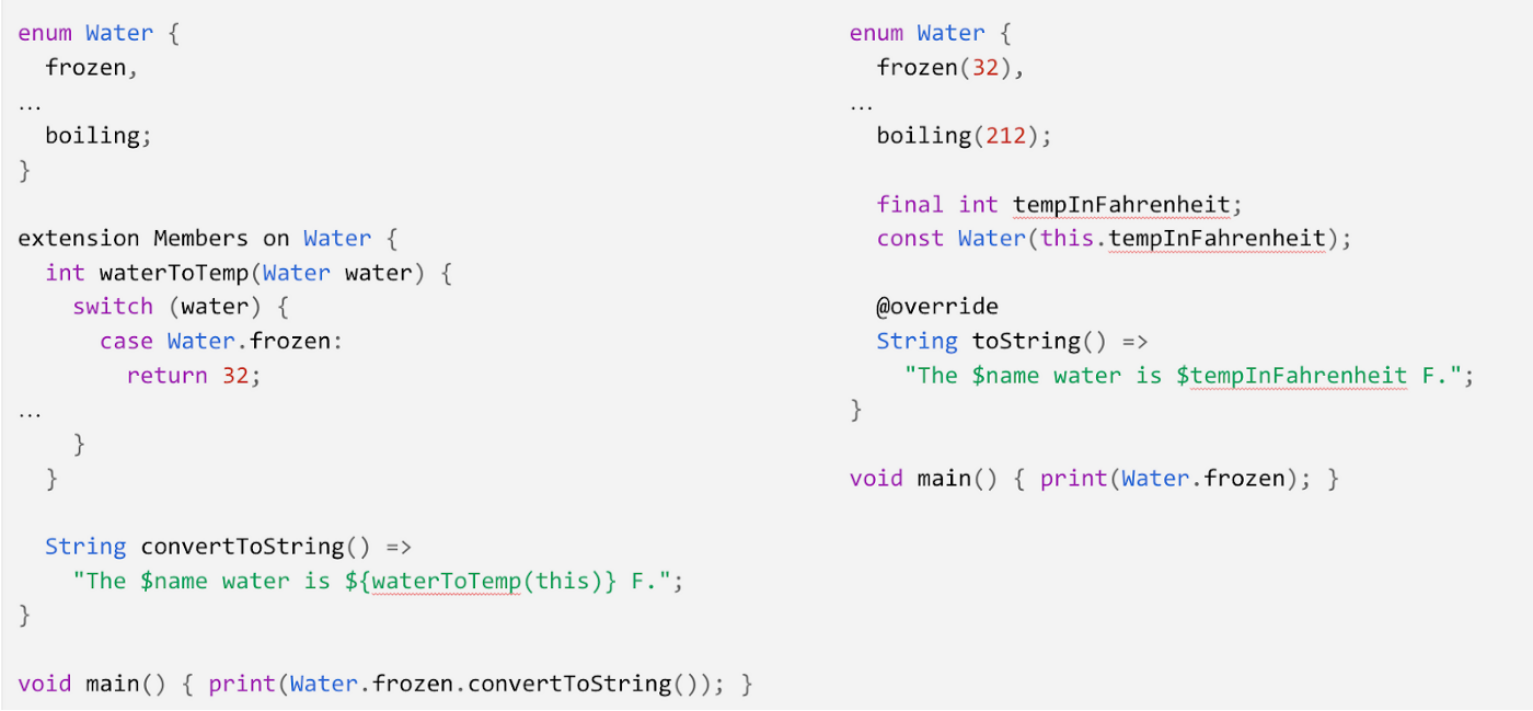 enum Water {
  frozen,
...
  boiling;
}

extension Members on Water {
  int waterToTemp(Water water) {
    switch (water) {
      case Water.frozen:
        return 32;
...
    }
  }

  String convertToString() =>
    "The $name water is ${waterToTemp(this)} F.";
}

void main() { print(Water.frozen.convertToString()); }

enum Water {
  frozen(32),
...
  boiling(212);

  final int tempInFahrenheit;
  const Water(this.tempInFahrenheit);

  @override
  String toString() =>
    "The $name water is $tempInFahrenheit F.";
}

void main() { print(Water.frozen); }